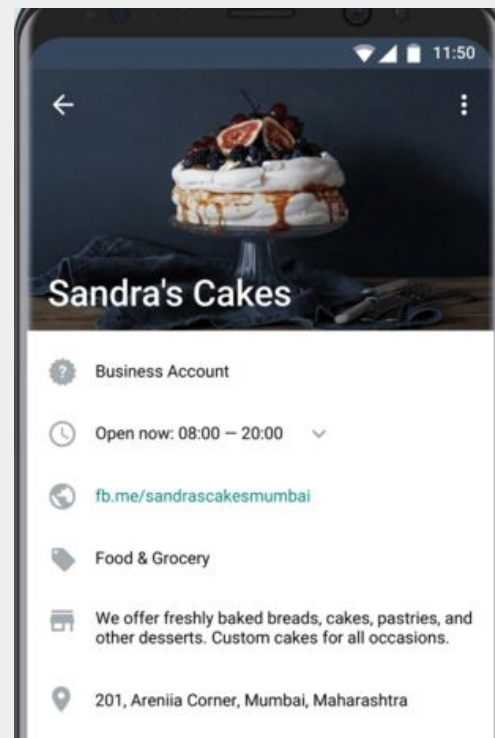 11:50
Sandra's Cakes
Business Account
Open now: 08:00 — 20:00
fb.me/sandrascakesmumbai
Food & Grocery
We offer freshly baked breads, cakes, pastries, and
other desserts. Custom cakes for all occasions.
201, Areniia Corner, Mumbai, Maharashtra